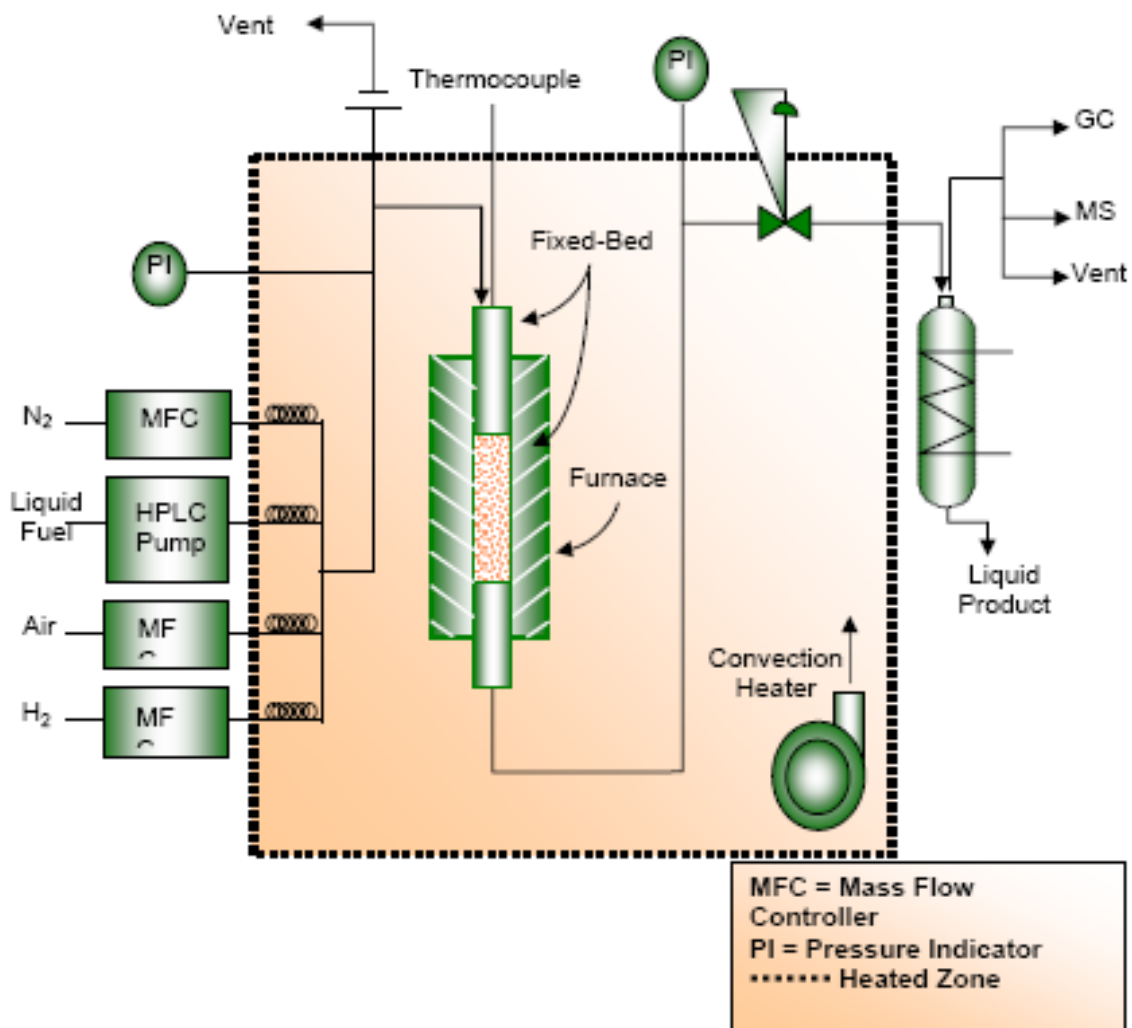 Vent
Thermocouple
PI
GC
MS
Vent
Fixed-Bed
PI
N₂
MFC
Liquid
Fuel
HPLC
Pump
Furnace
Air
MF
H₂
MF
Liquid
Product
Convection
Heater
MFC = Mass Flow
Controller
PI = Pressure Indicator
Heated Zone